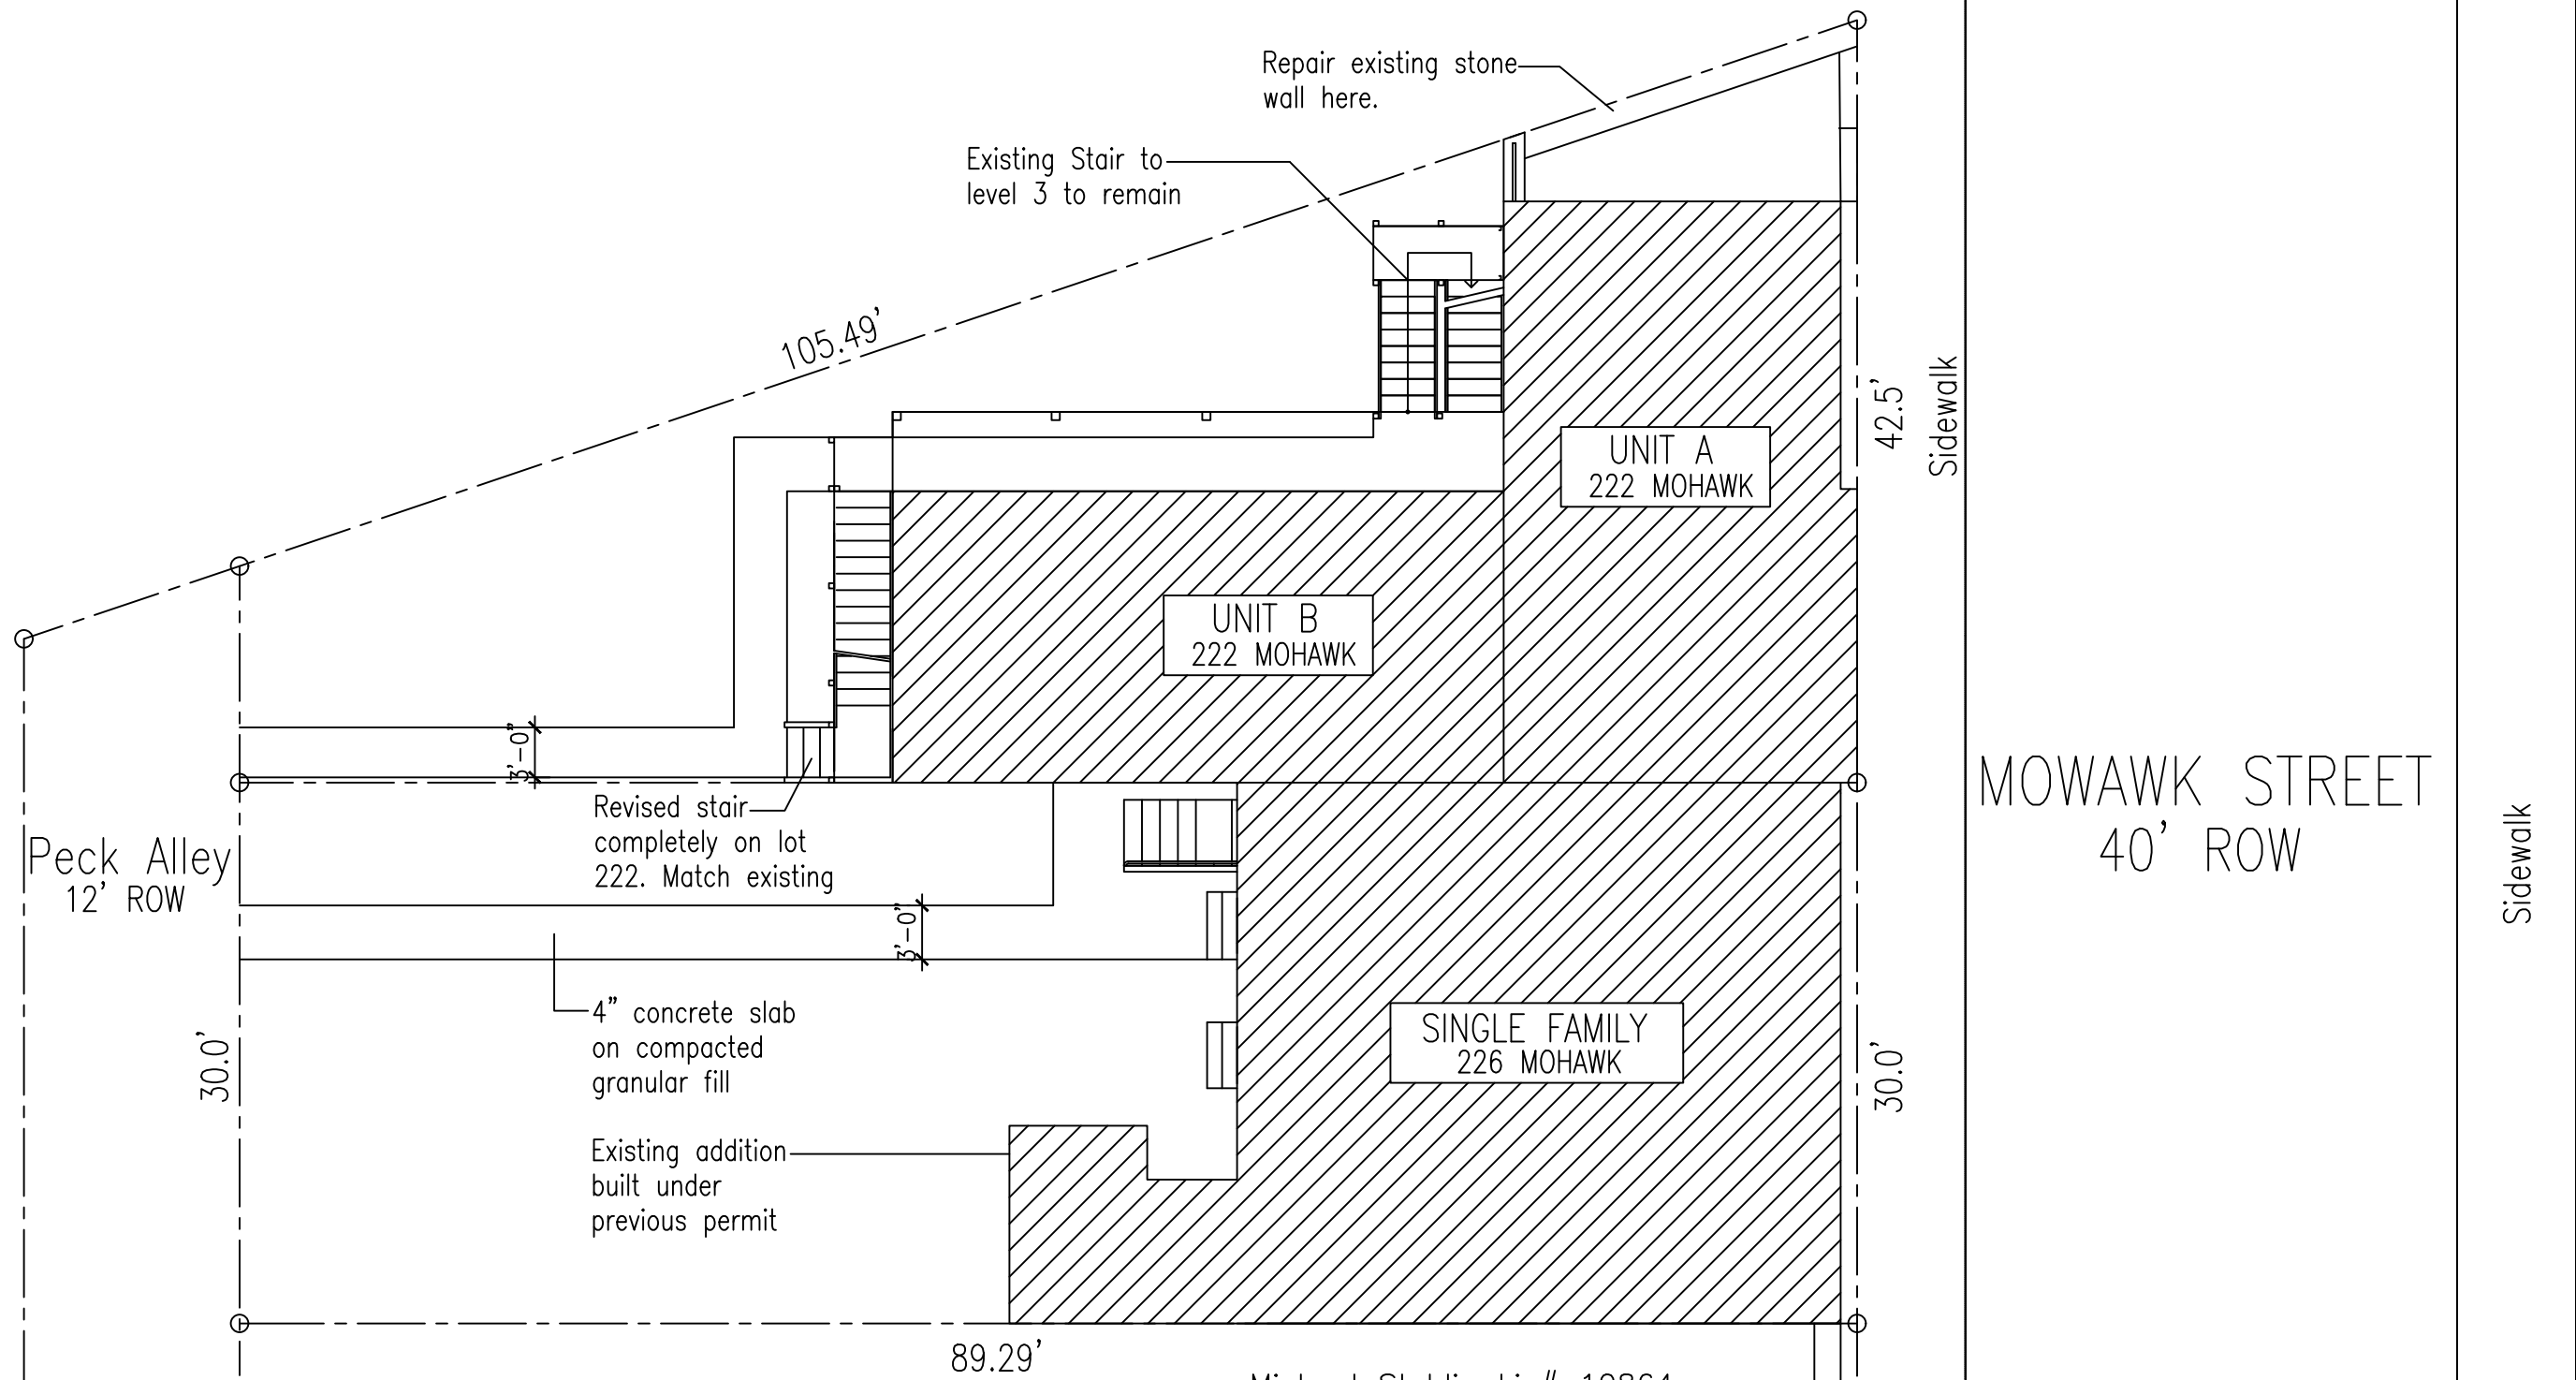 Repair existing stone
wall here.
Existing Stair to
level 3 to remain
105.49'
42.5'
Sidewalk
UNIT A
222 MOHAWK
UNIT B
222 MOHAWK
3'-0"
MOWAWK STREET
40' ROW
Sidewalk
Revised stair
completely on lot
222. Match existing
Peck Alley
12' ROW
3'-0"
4" concrete slab
on compacted
granular fill
SINGLE FAMILY
226 MOHAWK
30.0'
30.0'
Existing addition
built under
previous permit
89.29'